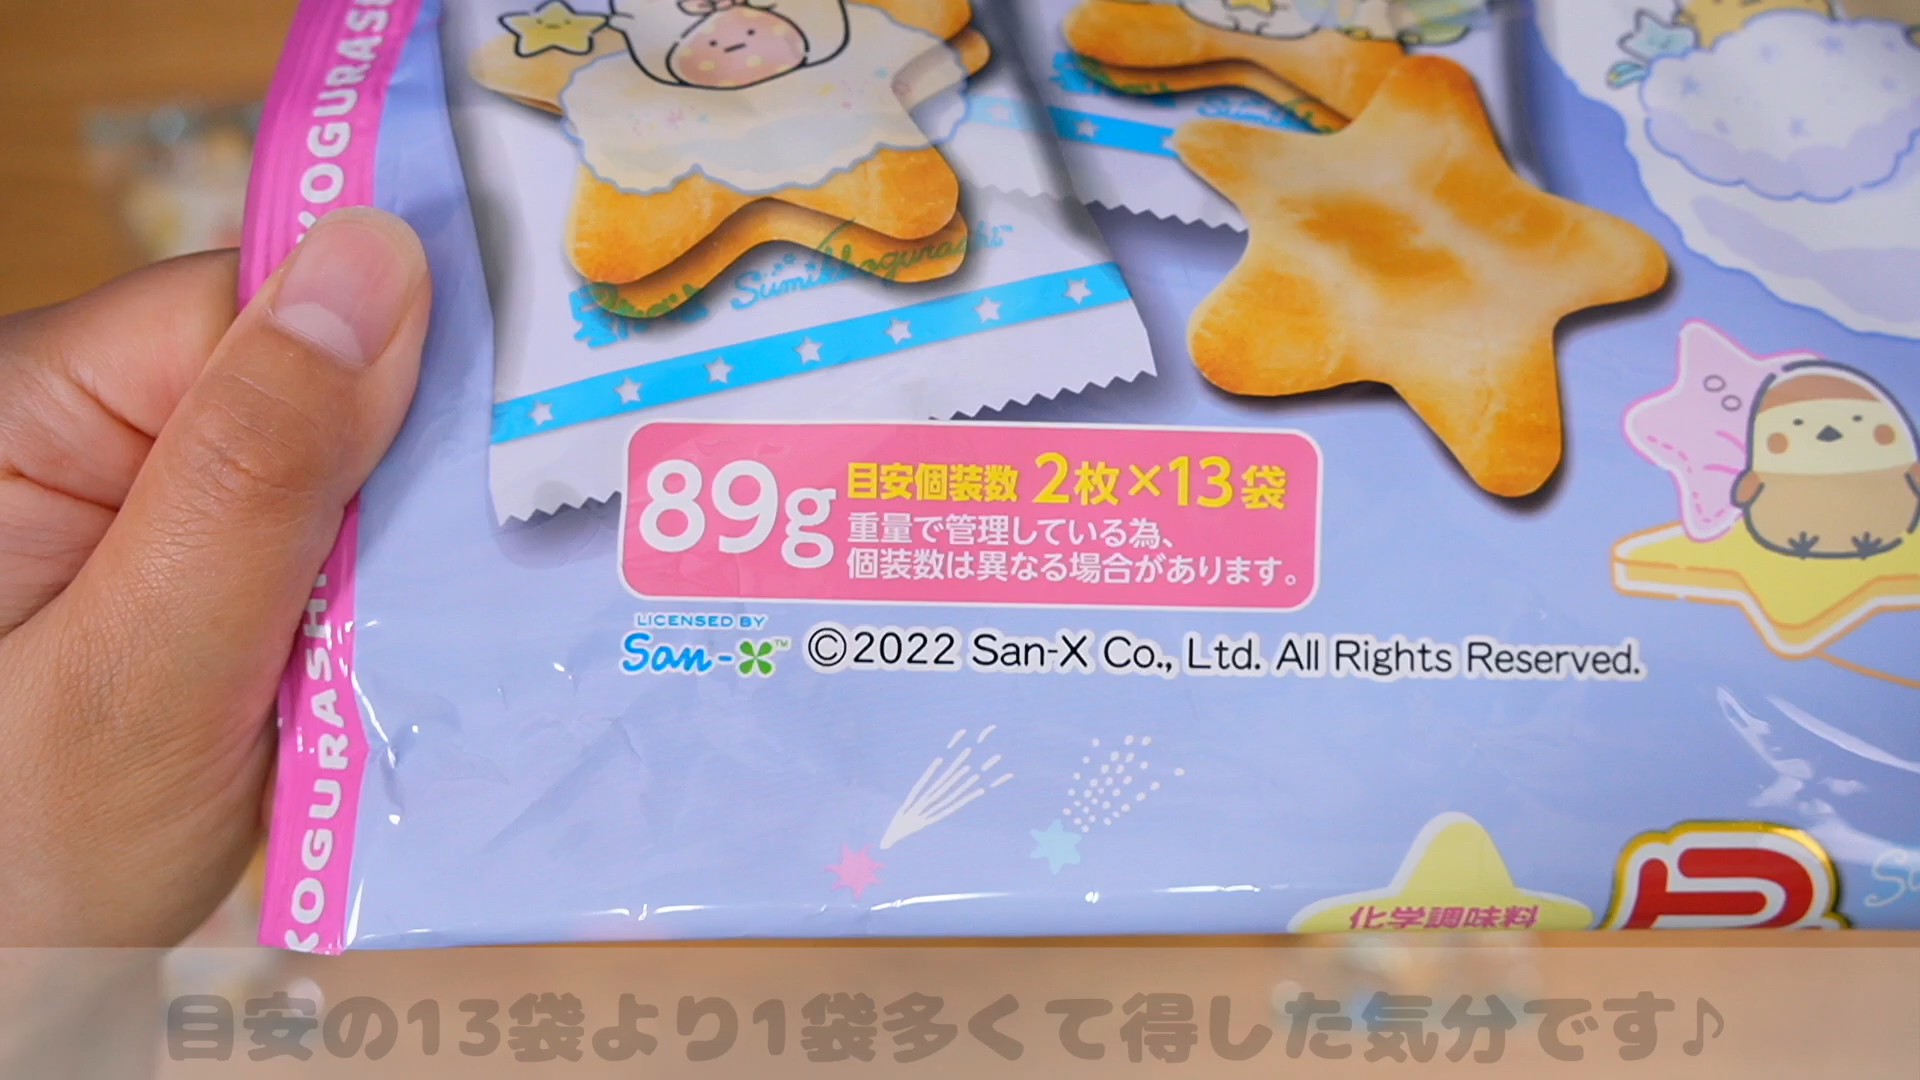 KOGURASHI
Sumikkogurashi™
89g
目安個装数 2枚×13袋
重量で管理している為、
個装数は異なる場合があります。
LICENSED BY
San-X™ ©2022 San-X Co., Ltd. All Rights Reserved.
KOGURASHI
化学調味料
目安の13袋より1袋多くて得した気分です♪